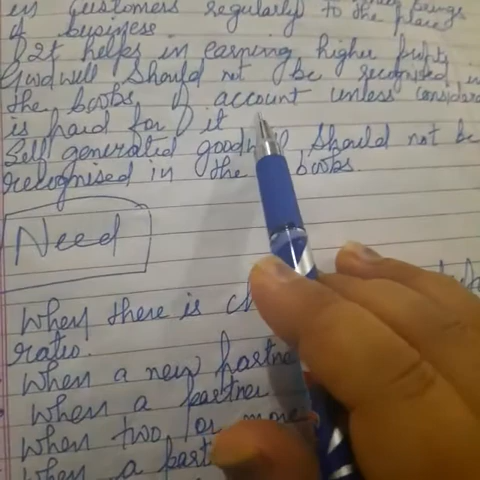 in customers regularly to the place
of business
It helps in earning higher profits
Goodwill should not be recognised in
the books of account unless
is paid for it
Self generated goodwill should not be
recognised in the books
Need
When there is
ratio.
When a new
When a partner
When two or more
When a